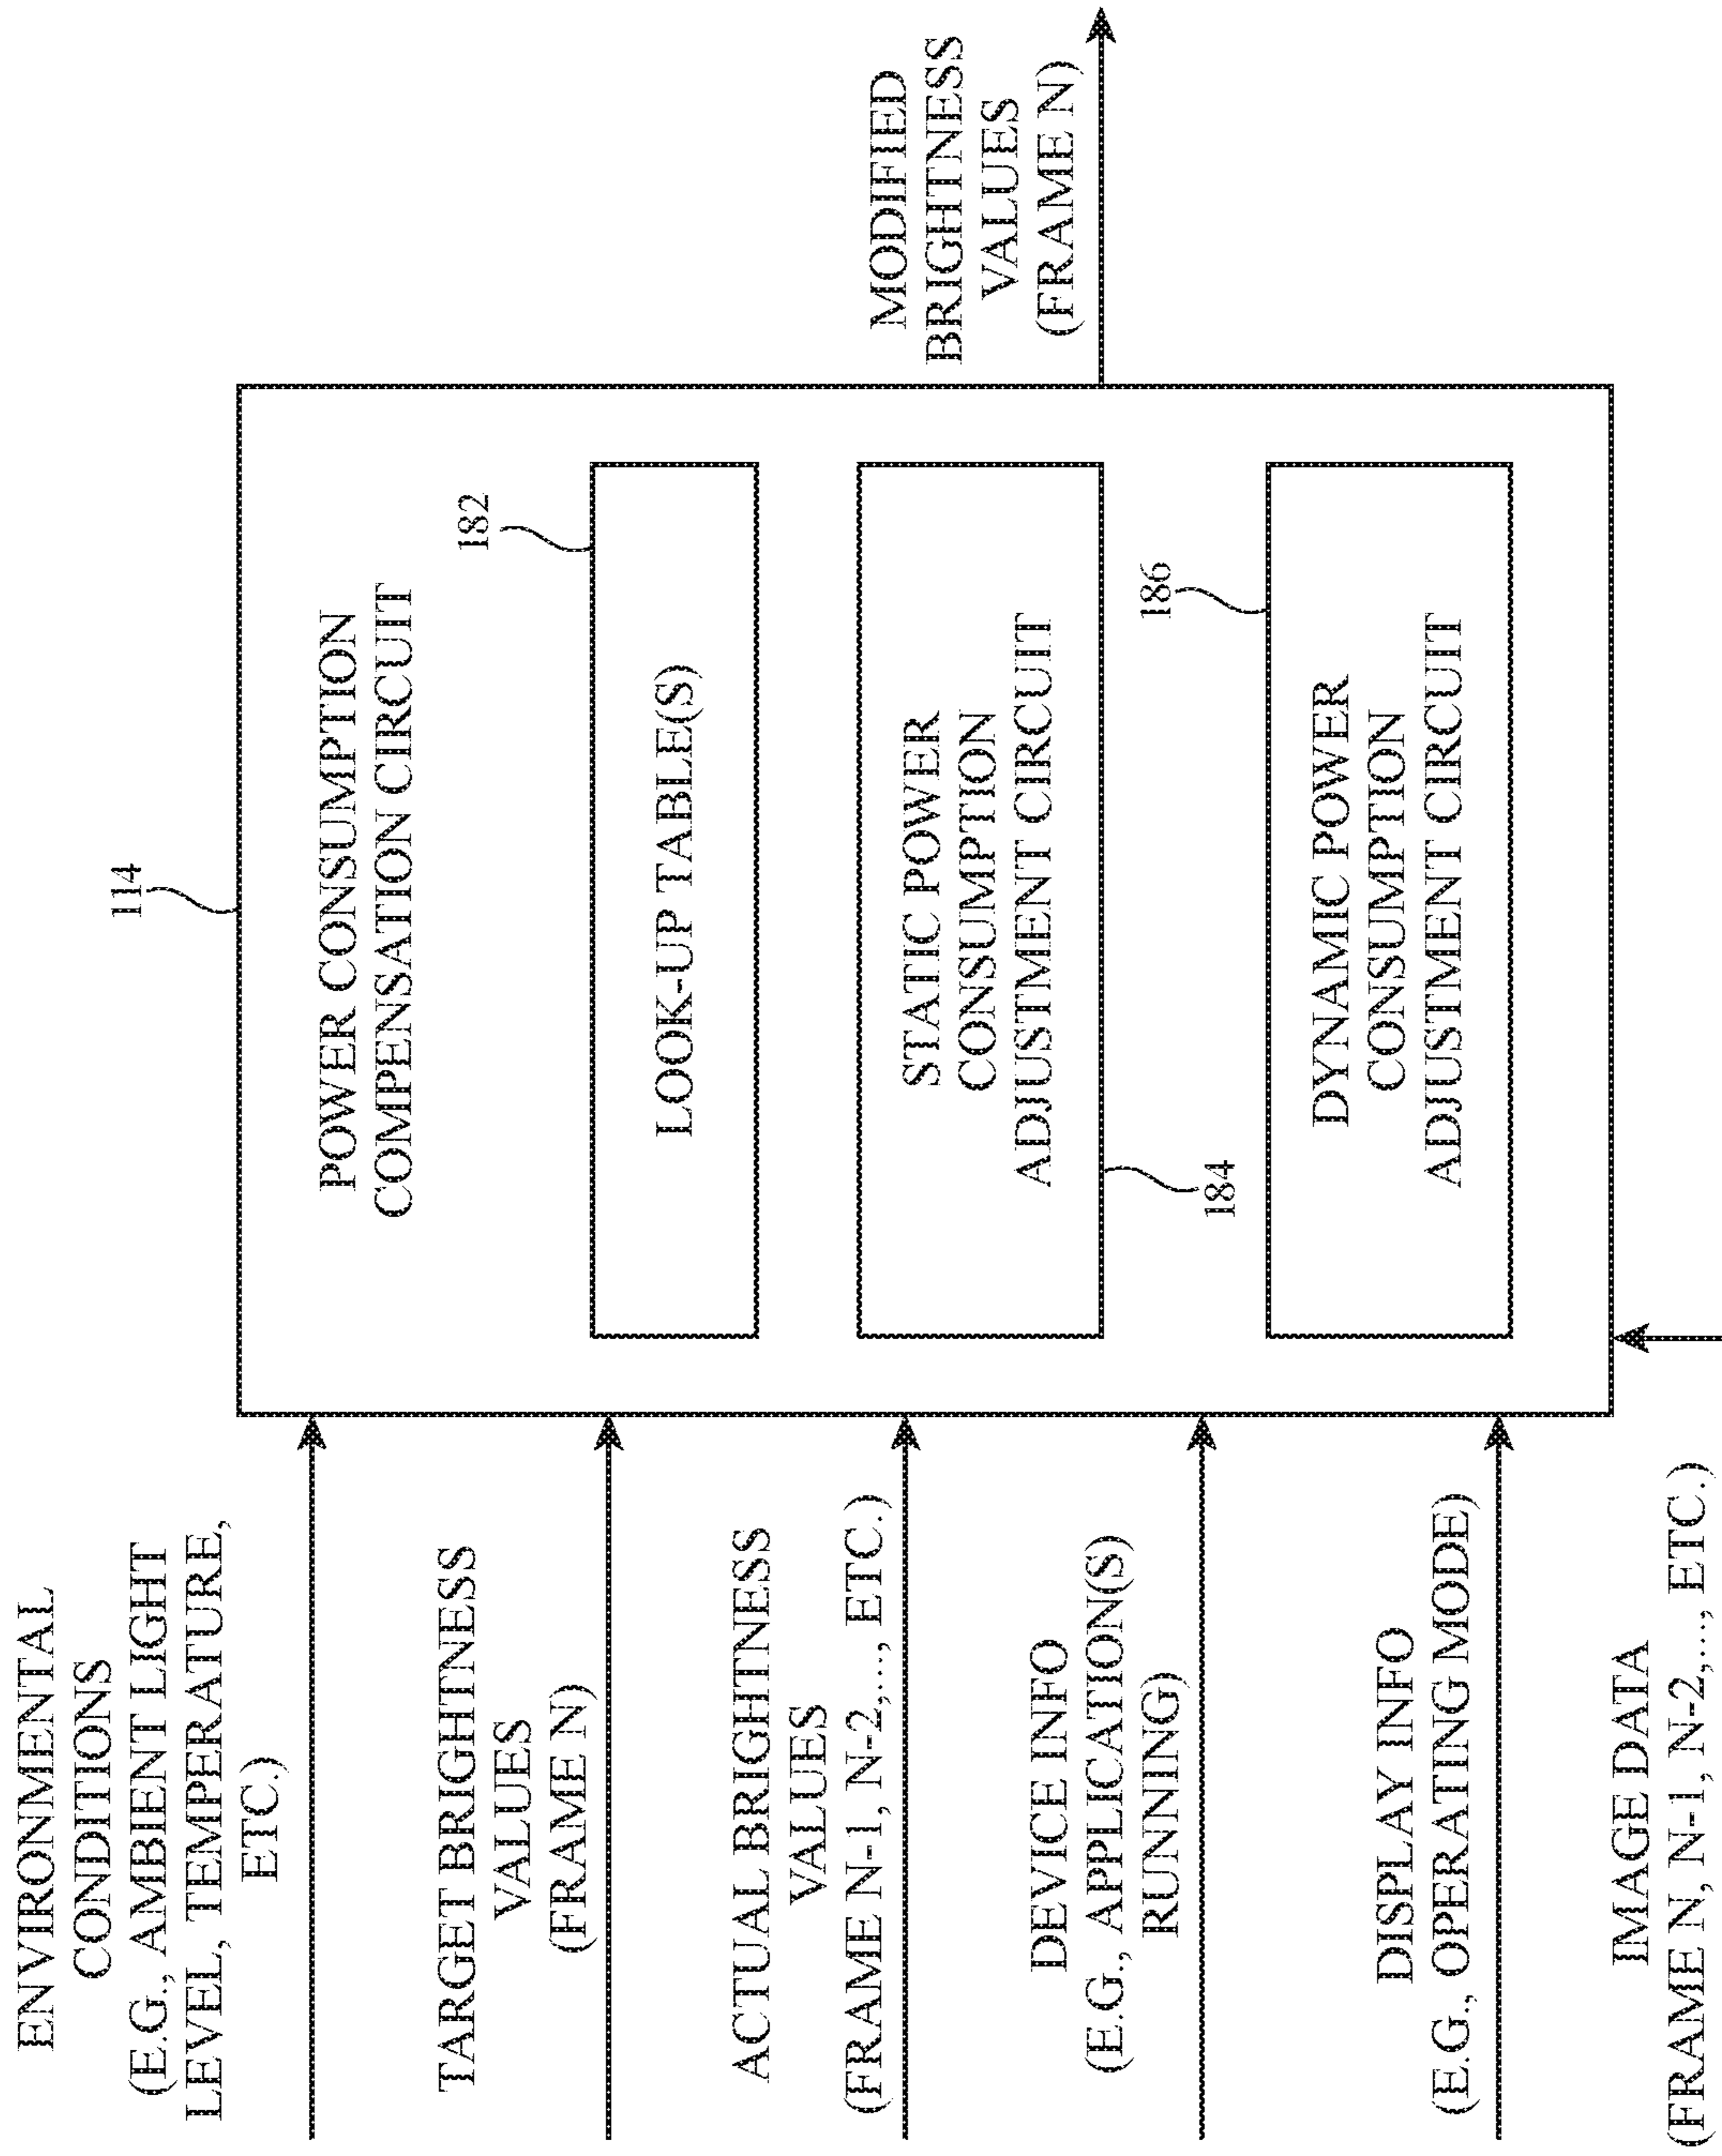 ENVIRONMENTAL
CONDITIONS
(E.G., AMBIENT LIGHT
LEVEL, TEMPERATURE,
ETC.)
TARGET BRIGHTNESS
VALUES
(FRAME N)
ACTUAL BRIGHTNESS
VALUES
(FRAME N-1, N-2,..., ETC.)
DEVICE INFO
(E.G., APPLICATION(S)
RUNNING)
DISPLAY INFO
(E.G., OPERATING MODE)
IMAGE DATA
(FRAME N, N-1, N-2,..., ETC.)
114
POWER CONSUMPTION
COMPENSATION CIRCUIT
182
LOOK-UP TABLE(S)
STATIC POWER
CONSUMPTION
ADJUSTMENT CIRCUIT
184
186
DYNAMIC POWER
CONSUMPTION
ADJUSTMENT CIRCUIT
MODIFIED
BRIGHTNESS
VALUES
(FRAME N)